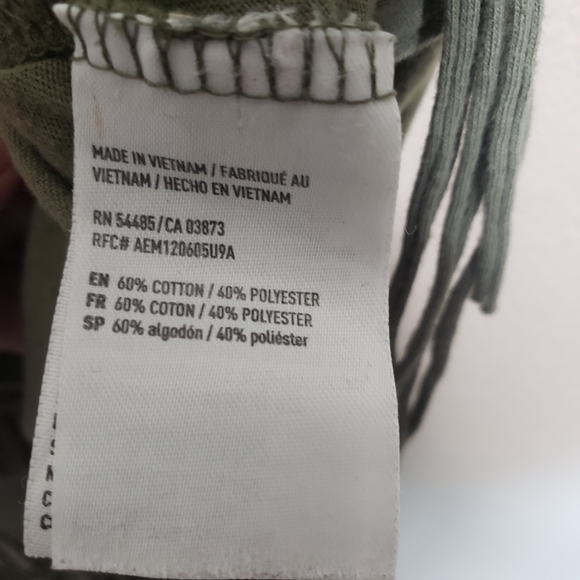 MADE IN VIETNAM / FABRIQUÉ AU
VIETNAM / HECHO EN VIETNAM
RN 54485/CA 03873
RFC# AEM120605U9A
EN 60% COTTON / 40% POLYESTER
FR 60% COTON / 40% POLYESTER
SP 60% algodón / 40% poliéster